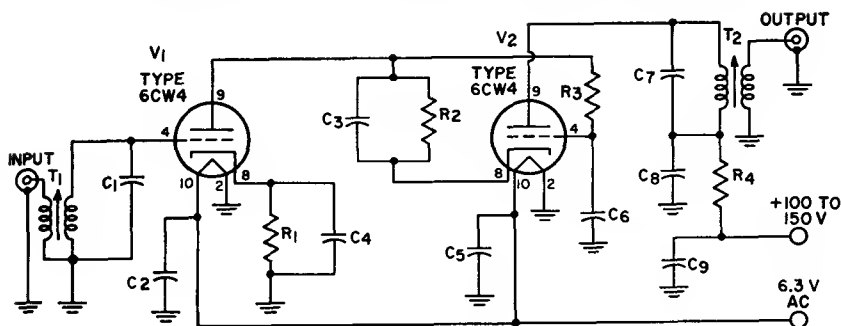 V1
TYPE
6CW4
9
4
10
2
8
INPUT
T1
C1
C2
R1
C4
C3
R2
V2
TYPE
6CW4
9
4
8
10
2
R3
C5
C6
C7
C8
R4
C9
T2
OUTPUT
+100 TO
150 V
6.3 V
AC